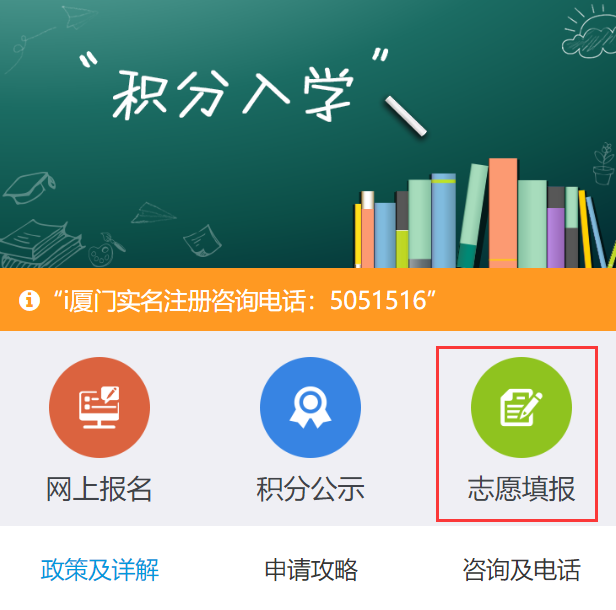 “积分入学”
“i厦门实名注册咨询电话：5051516”
网上报名 积分公示 志愿填报
政策及详解 申请攻略 咨询及电话